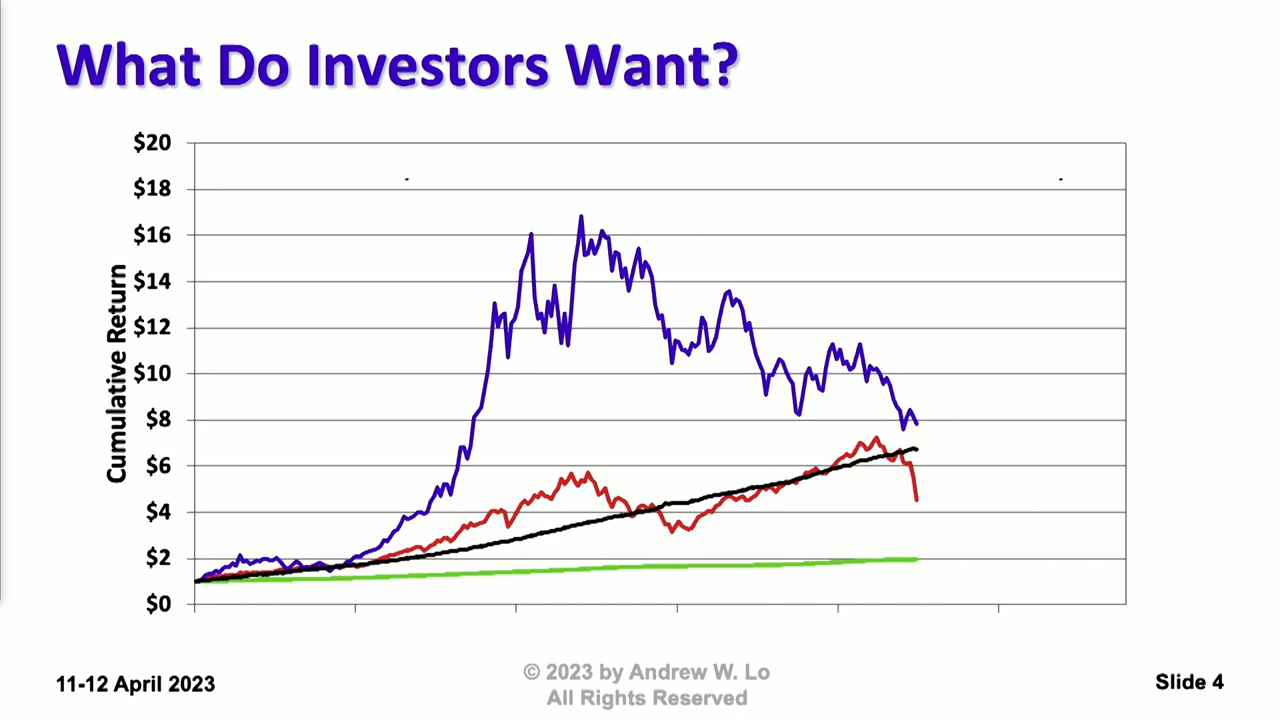 What Do Investors Want?
Cumulative Return
$20
$18
$16
$14
$12
$10
$8
$6
$4
$2
$0
11-12 April 2023
© 2023 by Andrew W. Lo
All Rights Reserved
Slide 4